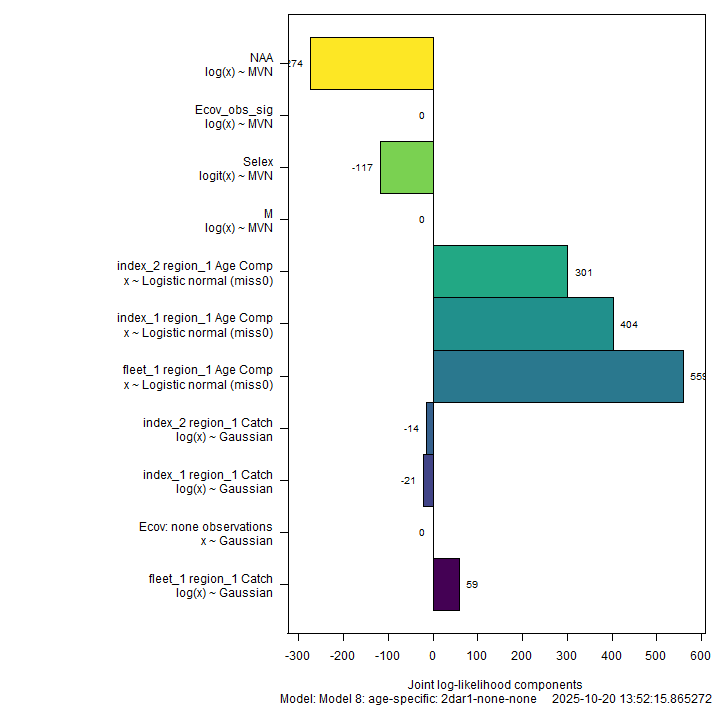 NAA
log(x) ~ MVN
Ecov_obs_sig
log(x) ~ MVN
0
Selex
logit(x) ~ MVN
-117
M
log(x) ~ MVN
0
index_2 region_1 Age Comp
x ~ Logistic normal (miss0)
301
index_1 region_1 Age Comp
x ~ Logistic normal (miss0)
404
fleet_1 region_1 Age Comp
x ~ Logistic normal (miss0)
559
index_2 region_1 Catch
log(x) ~ Gaussian
-14
index_1 region_1 Catch
log(x) ~ Gaussian
-21
Ecov: none observations
x ~ Gaussian
0
fleet_1 region_1 Catch
log(x) ~ Gaussian
59
-300 -200 -100 0 100 200 300 400 500 600
Joint log-likelihood components
Model: Model 8: age-specific: 2dar1-none-none 2025-10-20 13:52:15.865272